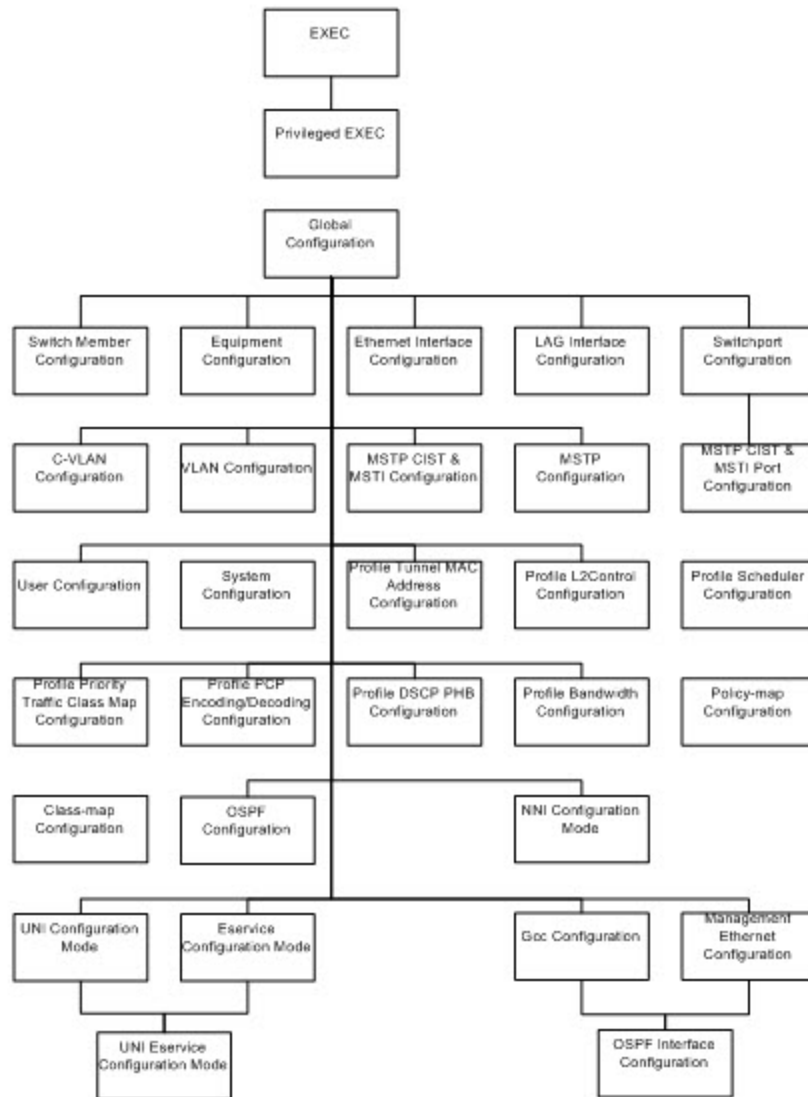 EXEC
Privileged EXEC
Global
Configuration
Switch Member
Configuration
Equipment
Configuration
Ethernet Interface
Configuration
LAG Interface
Configuration
Switchport
Configuration
C-VLAN
Configuration
VLAN Configuration
MSTP CIST &
MSTI Configuration
MSTP
Configuration
MSTP CIST &
MSTI Port
Configuration
User Configuration
System
Configuration
Profile Tunnel MAC
Address
Configuration
Profile L2Control
Configuration
Profile Scheduler
Configuration
Profile Priority
Traffic Class Map
Configuration
Profile PCP
Encoding/Decoding
Configuration
Profile DSCP PHB
Configuration
Profile Bandwidth
Configuration
Policy-map
Configuration
Class-map
Configuration
OSPF
Configuration
NNI Configuration
Mode
UNI Configuration
Mode
Eservice
Configuration Mode
Gcc Configuration
Management
Ethernet
Configuration
UNI Eservice
Configuration Mode
OSPF Interface
Configuration